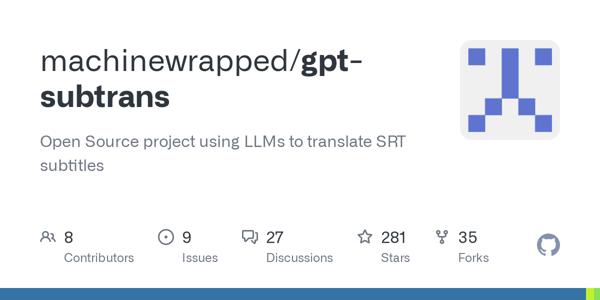 machinewrapped/gpt-
subtrans
Open Source project using LLMs to translate SRT
subtitles
8 9 27 281 35
Contributors Issues Discussions Stars Forks